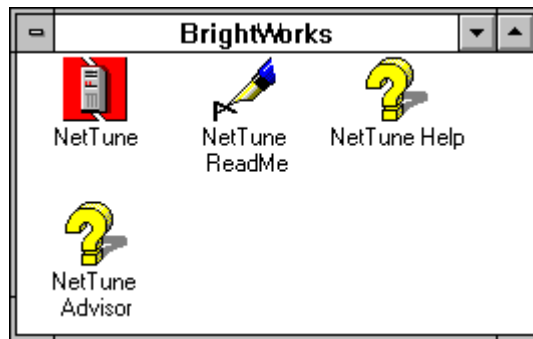 BrightWorks
NetTune
NetTune
ReadMe
NetTune Help
NetTune
Advisor